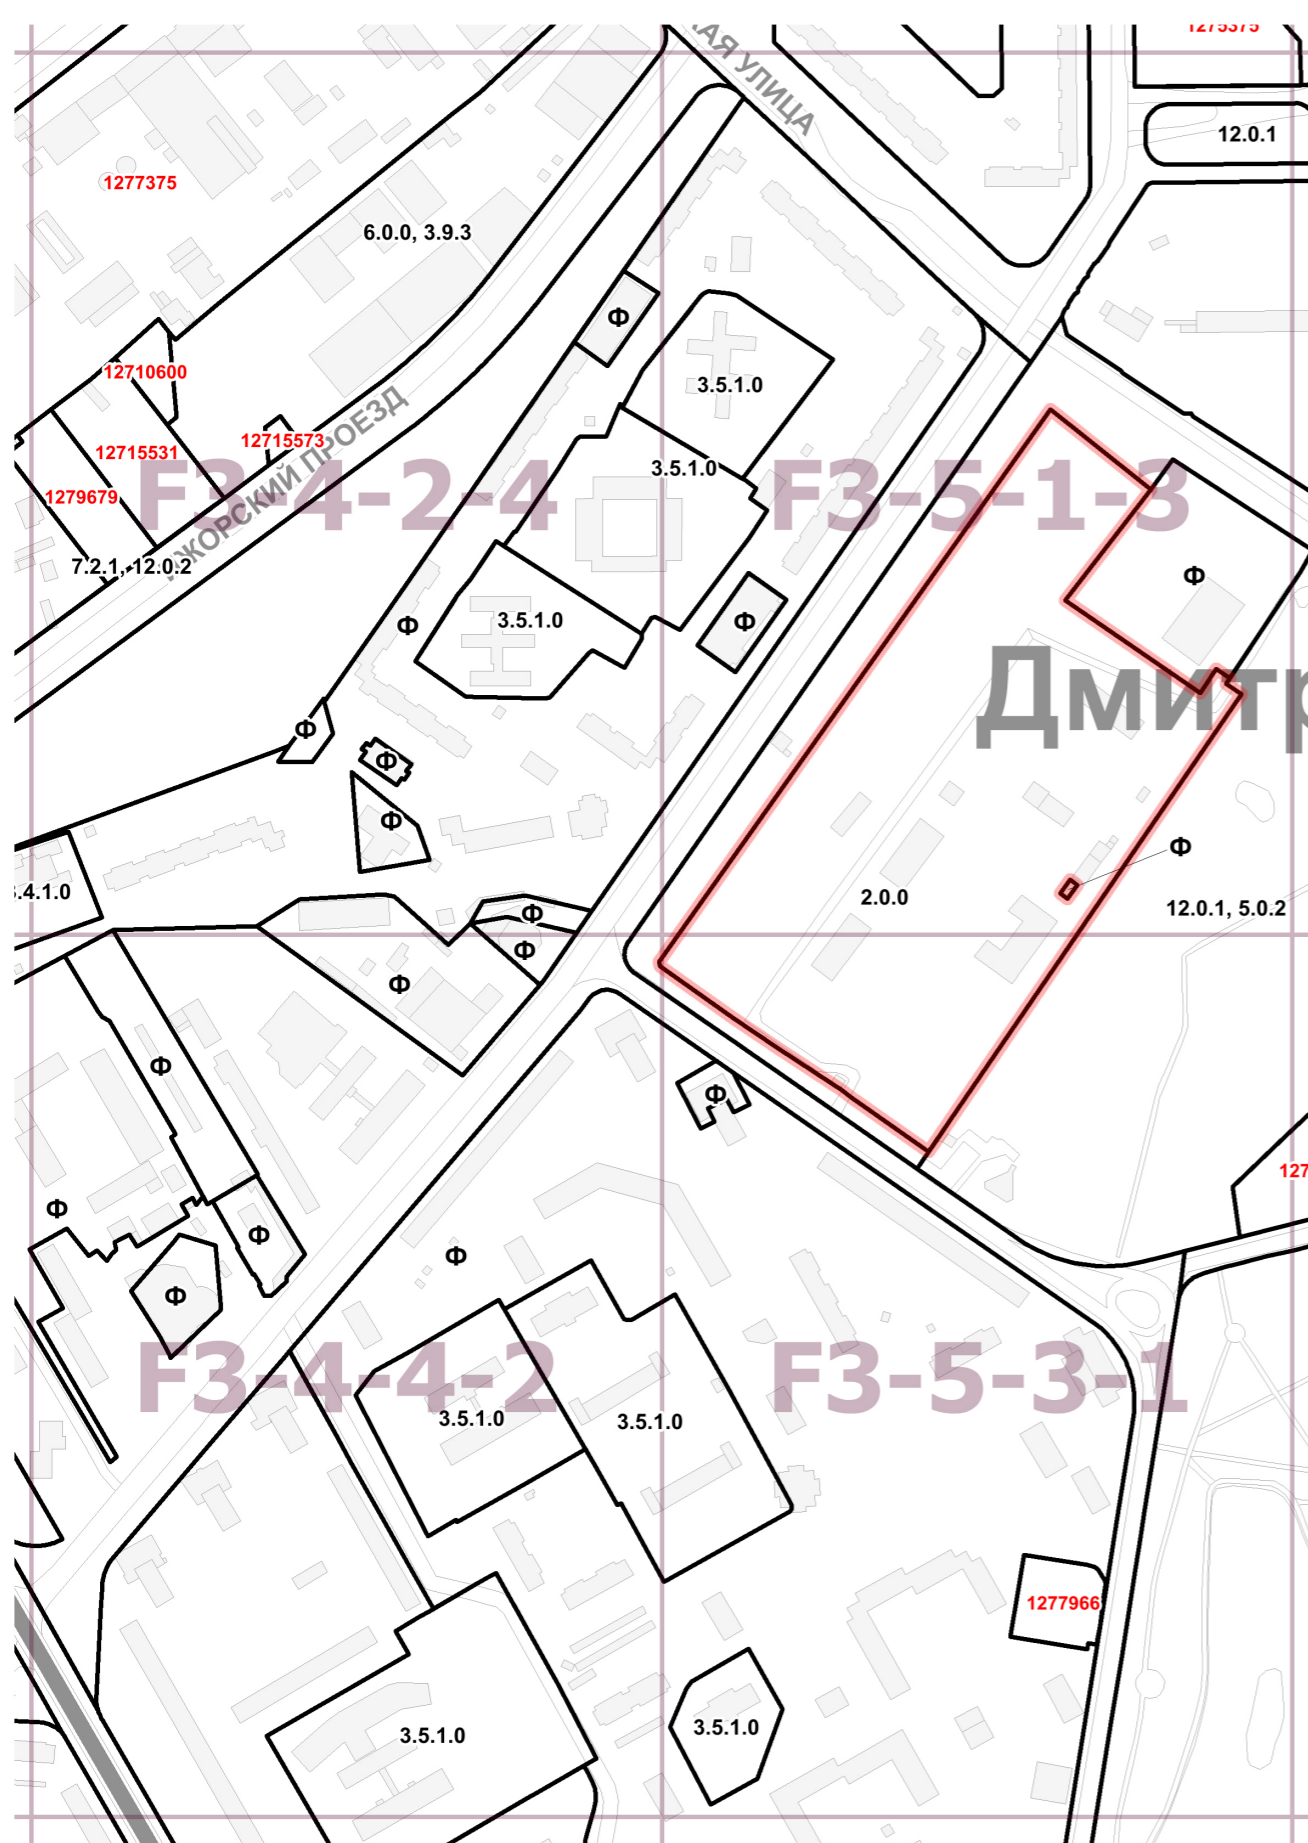 1275375
АЯ УЛИЦА
12.0.1
1277375
6.0.0, 3.9.3
Ф
12710600
3.5.1.0
12715573
12715531
3.5.1.0
1279679
F3-4-2-4
F3-5-1-3
ИЖОРСКИЙ ПРОЕЗД
7.2.1, 12.0.2
Ф
3.5.1.0
Ф
Ф
Дмитр
Ф
Ф
Ф
Ф
.4.1.0
2.0.0
12.0.1, 5.0.2
Ф
Ф
Ф
Ф
Ф
127
Ф
Ф
Ф
Ф
F3-4-4-2
F3-5-3-1
3.5.1.0
3.5.1.0
1277966
3.5.1.0
3.5.1.0